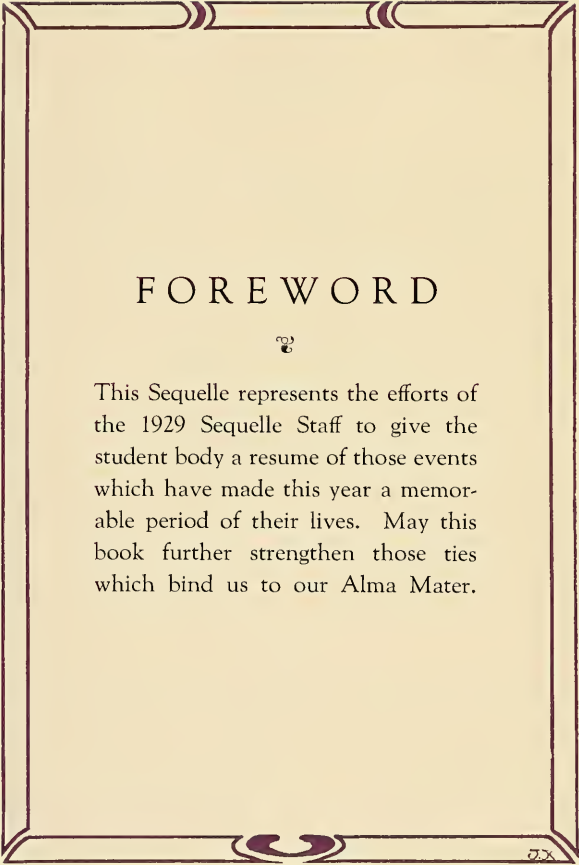 FOREWORD
This Sequelle represents the efforts of
the 1929 Sequelle Staff to give the
student body a resume of those events
which have made this year a memor-
able period of their lives. May this
book further strengthen those ties
which bind us to our Alma Mater.